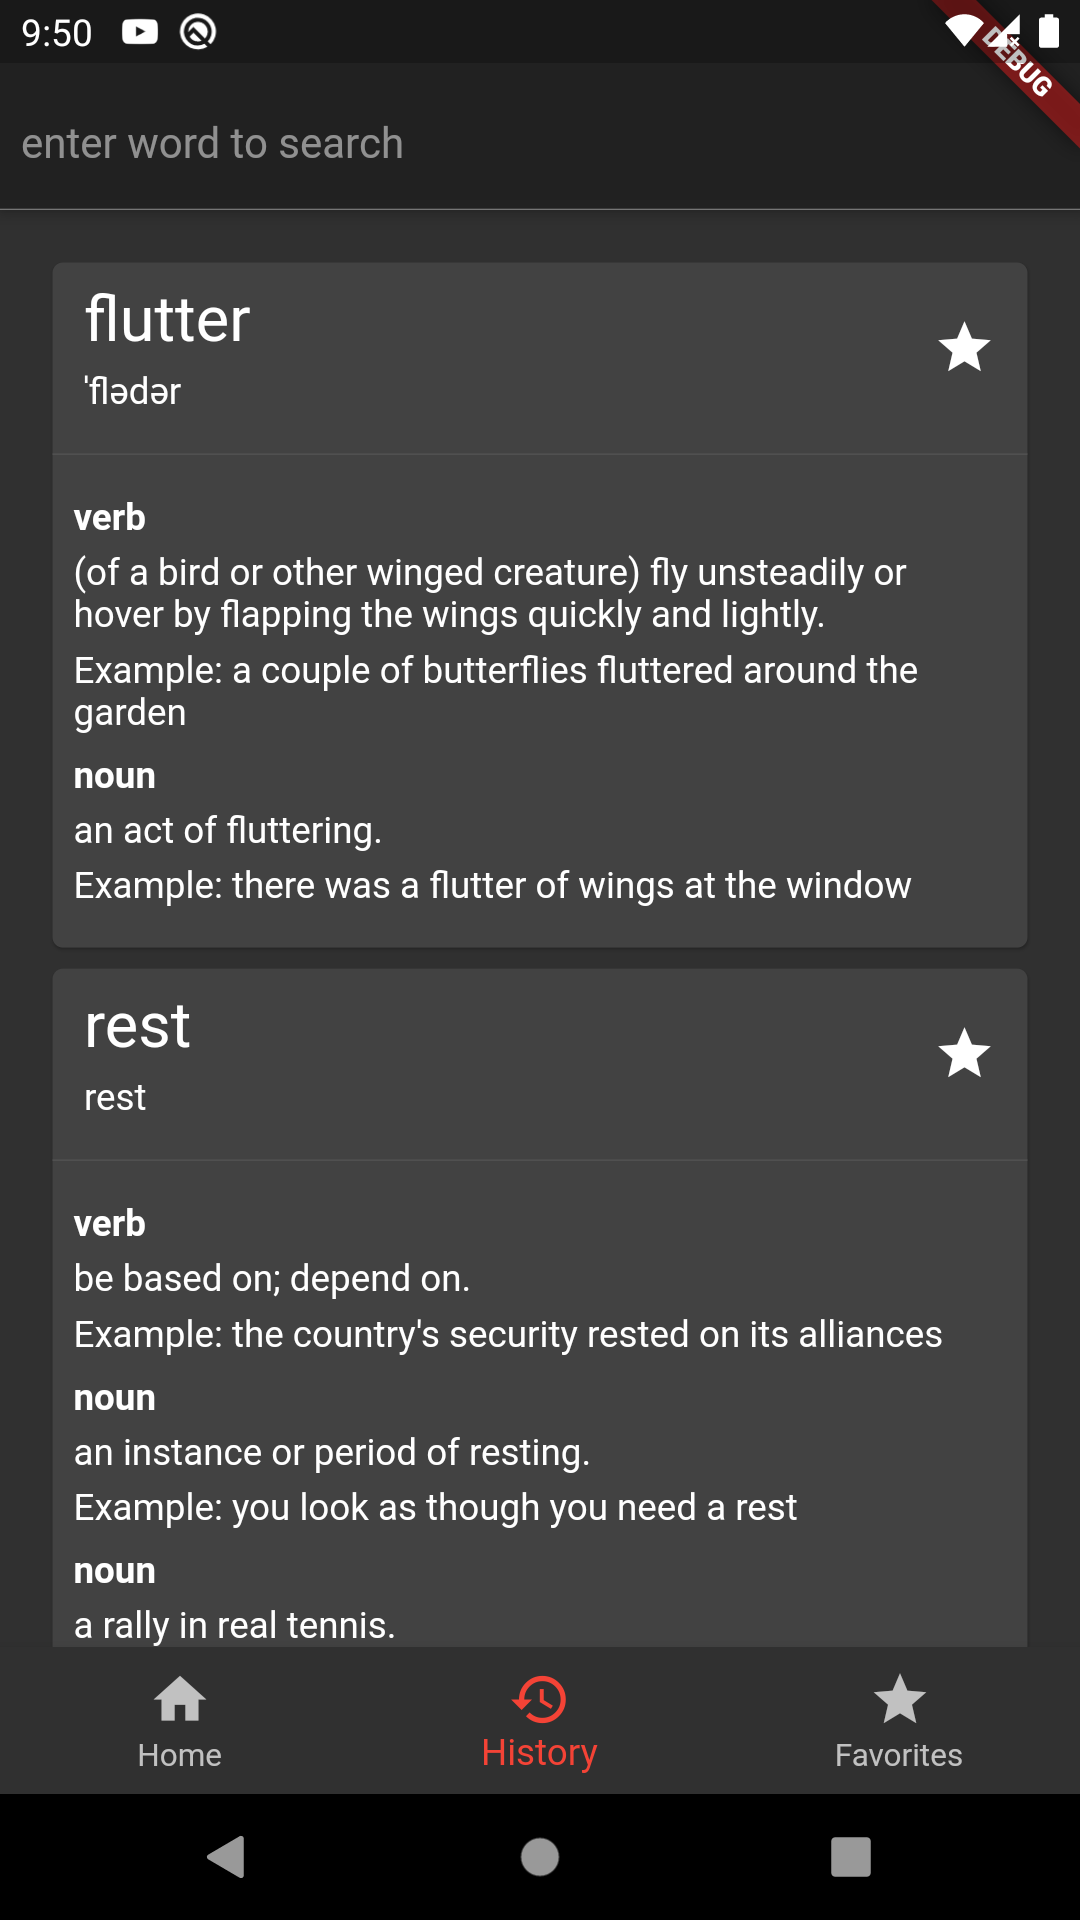 9:50
DEBUG
enter word to search
flutter
ˈflədər
verb
(of a bird or other winged creature) fly unsteadily or
hover by flapping the wings quickly and lightly.
Example: a couple of butterflies fluttered around the
garden
noun
an act of fluttering.
Example: there was a flutter of wings at the window
rest
rest
verb
be based on; depend on.
Example: the country's security rested on its alliances
noun
an instance or period of resting.
Example: you look as though you need a rest
noun
a rally in real tennis.
Home
History
Favorites